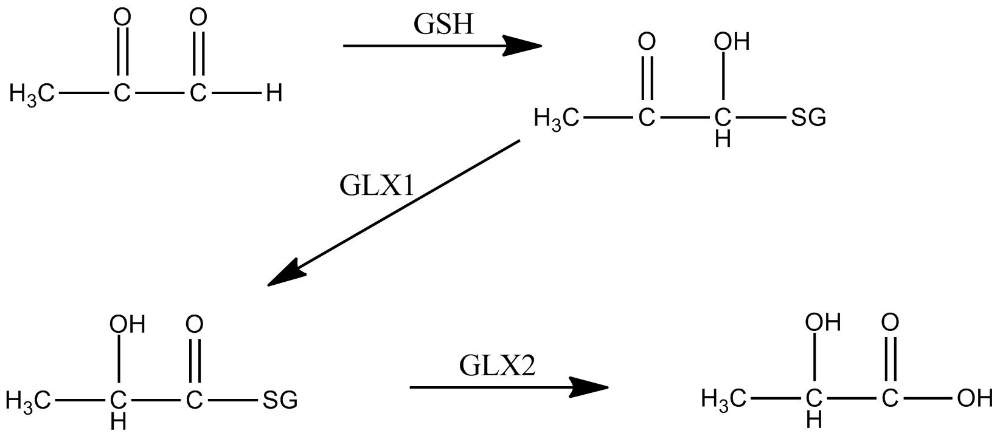 O O
H3C C C H
GSH
O OH
H3C C C SG
H
GLX1
OH O
H3C C C SG
H
GLX2
OH O
H3C C C OH
H